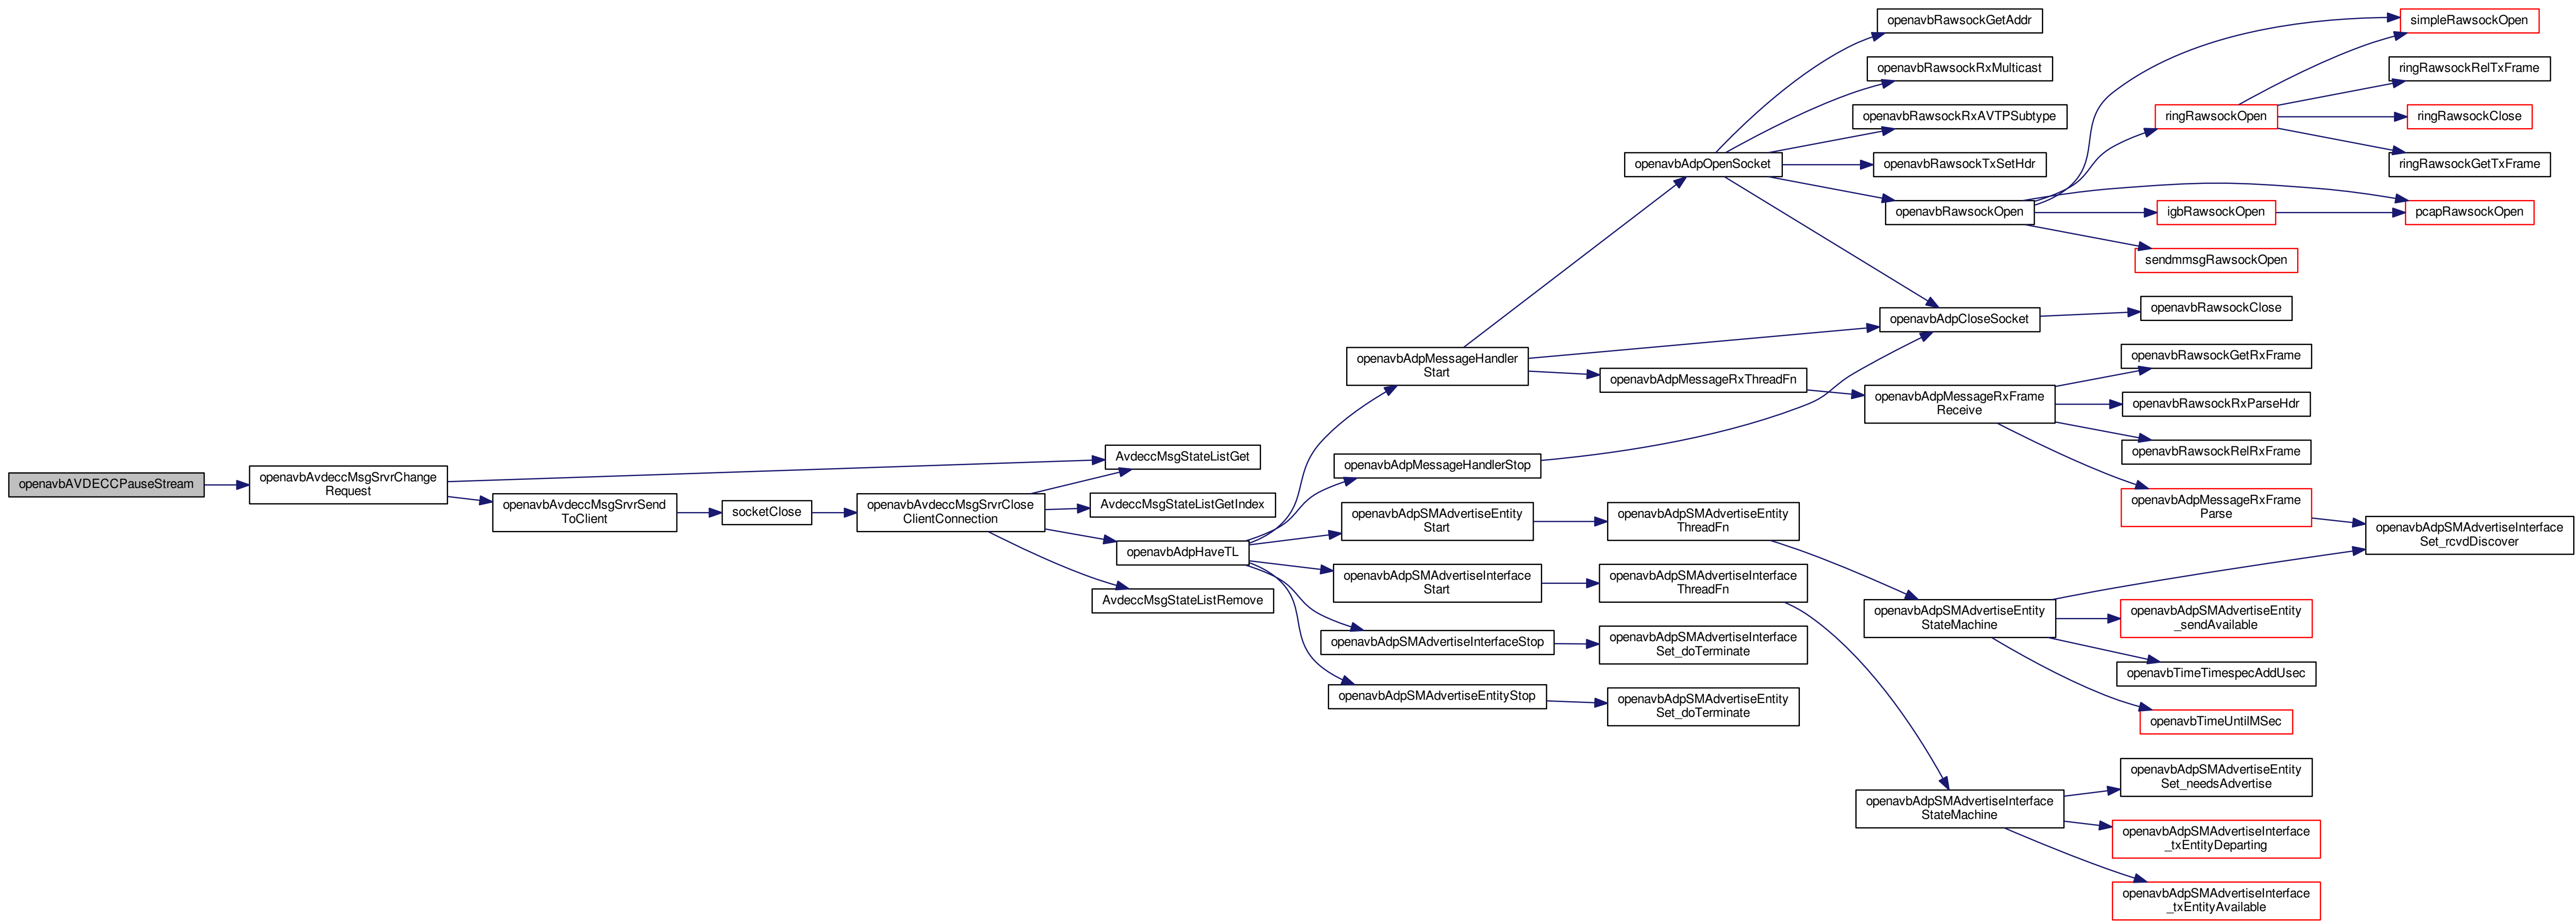 openavbAVDECCPauseStream
openavbAvdeccMsgSrvrChange
Request
openavbAvdeccMsgSrvrSend
ToClient
socketClose
openavbAvdeccMsgSrvrClose
ClientConnection
AvdeccMsgStateListGet
AvdeccMsgStateListGetIndex
openavbAdpHaveTL
AvdeccMsgStateListRemove
openavbAdpMessageHandler
Start
openavbAdpMessageHandlerStop
openavbAdpSMAdvertiseEntity
Start
openavbAdpSMAdvertiseInterface
Start
openavbAdpSMAdvertiseInterfaceStop
openavbAdpSMAdvertiseEntityStop
openavbAdpOpenSocket
openavbAdpMessageRxThreadFn
openavbAdpSMAdvertiseEntity
ThreadFn
openavbAdpSMAdvertiseInterface
ThreadFn
openavbAdpSMAdvertiseInterface
Set_doTerminate
openavbAdpSMAdvertiseEntity
Set_doTerminate
openavbRawsockGetAddr
openavbRawsockRxMulticast
openavbRawsockRxAVTPSubtype
openavbRawsockTxSetHdr
openavbRawsockOpen
openavbAdpCloseSocket
openavbAdpMessageRxFrame
Receive
openavbAdpSMAdvertiseEntity
StateMachine
openavbAdpSMAdvertiseInterface
StateMachine
ringRawsockOpen
igbRawsockOpen
sendmmsgRawsockOpen
openavbRawsockClose
openavbRawsockGetRxFrame
openavbRawsockRxParseHdr
openavbRawsockRelRxFrame
openavbAdpMessageRxFrame
Parse
openavbAdpSMAdvertiseEntity
_sendAvailable
openavbTimeTimespecAddUsec
openavbTimeUntilMSec
openavbAdpSMAdvertiseEntity
Set_needsAdvertise
openavbAdpSMAdvertiseInterface
_txEntityDeparting
openavbAdpSMAdvertiseInterface
_txEntityAvailable
simpleRawsockOpen
ringRawsockRelTxFrame
ringRawsockClose
ringRawsockGetTxFrame
pcapRawsockOpen
openavbAdpSMAdvertiseInterface
Set_rcvdDiscover